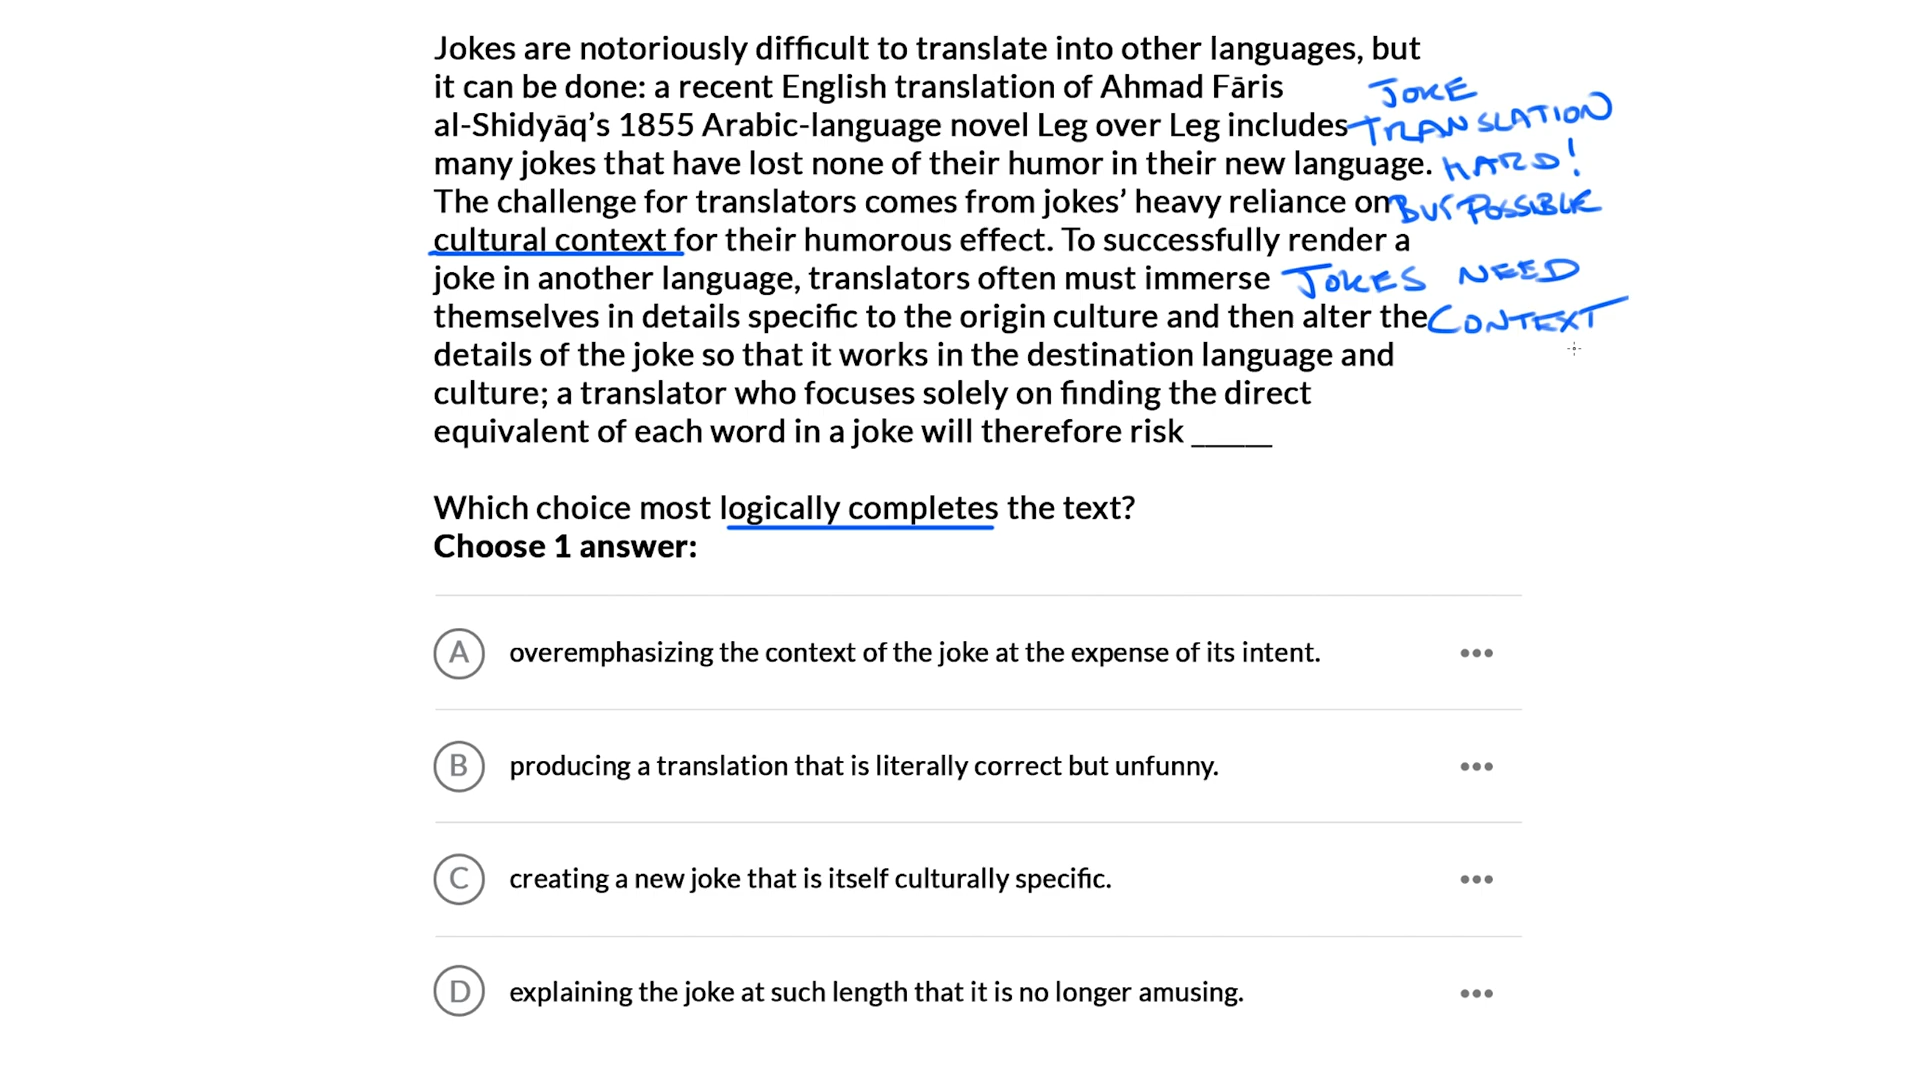 Jokes are notoriously difficult to translate into other languages, but
it can be done: a recent English translation of Ahmad Fāris
al-Shidyāq's 1855 Arabic-language novel Leg over Leg includes
many jokes that have lost none of their humor in their new language.
The challenge for translators comes from jokes' heavy reliance on
cultural context for their humorous effect. To successfully render a
joke in another language, translators often must immerse
themselves in details specific to the origin culture and then alter the
details of the joke so that it works in the destination language and
culture; a translator who focuses solely on finding the direct
equivalent of each word in a joke will therefore risk _____
JOKE
TRANSLATION
HARD!
BUT POSSIBLE
JOKES NEED
CONTEXT
Which choice most logically completes the text?
Choose 1 answer:
A overemphasizing the context of the joke at the expense of its intent.
B producing a translation that is literally correct but unfunny.
C creating a new joke that is itself culturally specific.
D explaining the joke at such length that it is no longer amusing.